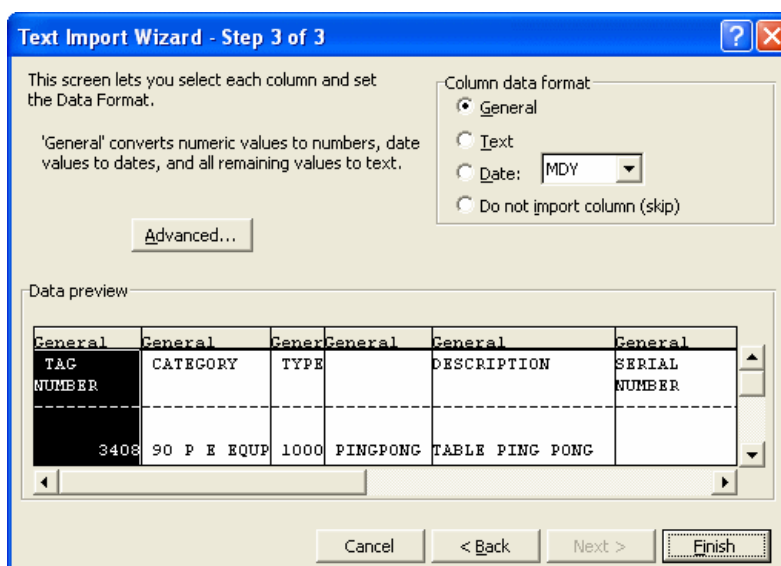 Text Import Wizard - Step 3 of 3
This screen lets you select each column and set
the Data Format.
'General' converts numeric values to numbers, date
values to dates, and all remaining values to text.
Advanced...
Column data format
General
Text
Date: MDY
Do not import column (skip)
Data preview
General General Gener General General General
TAG CATEGORY TYPE DESCRIPTION SERIAL
NUMBER NUMBER
3408 90 P E EQUP 1000 PINGPONG TABLE PING PONG
Cancel < Back Next > Finish